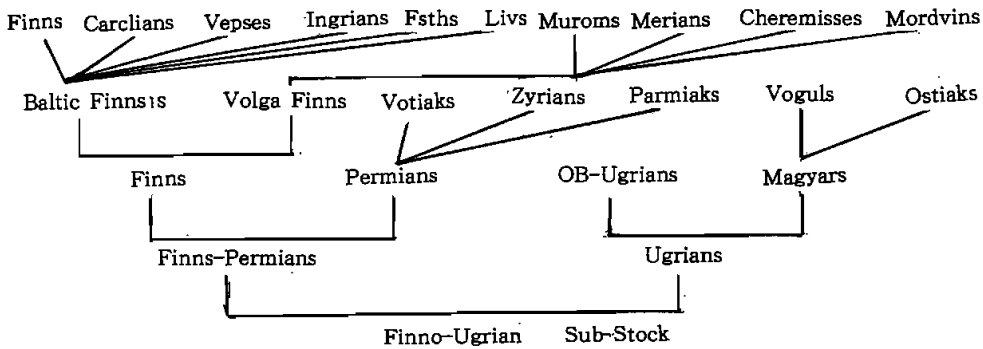 Finns Carclians Vepses Ingrians Fsths Livs Muroms Merians Cheremisses Mordvins
Baltic Finnsıs Volga Finns Votiaks Zyrians Parmiaks Voguls Ostiaks
Finns Permians OB-Ugrians Magyars
Finns-Permians Ugrians
Finno-Ugrian Sub-Stock